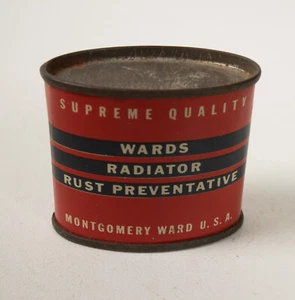 SUPREME QUALITY
WARDS
RADIATOR
RUST PREVENTATIVE
MONTGOMERY WARD U.S.A.